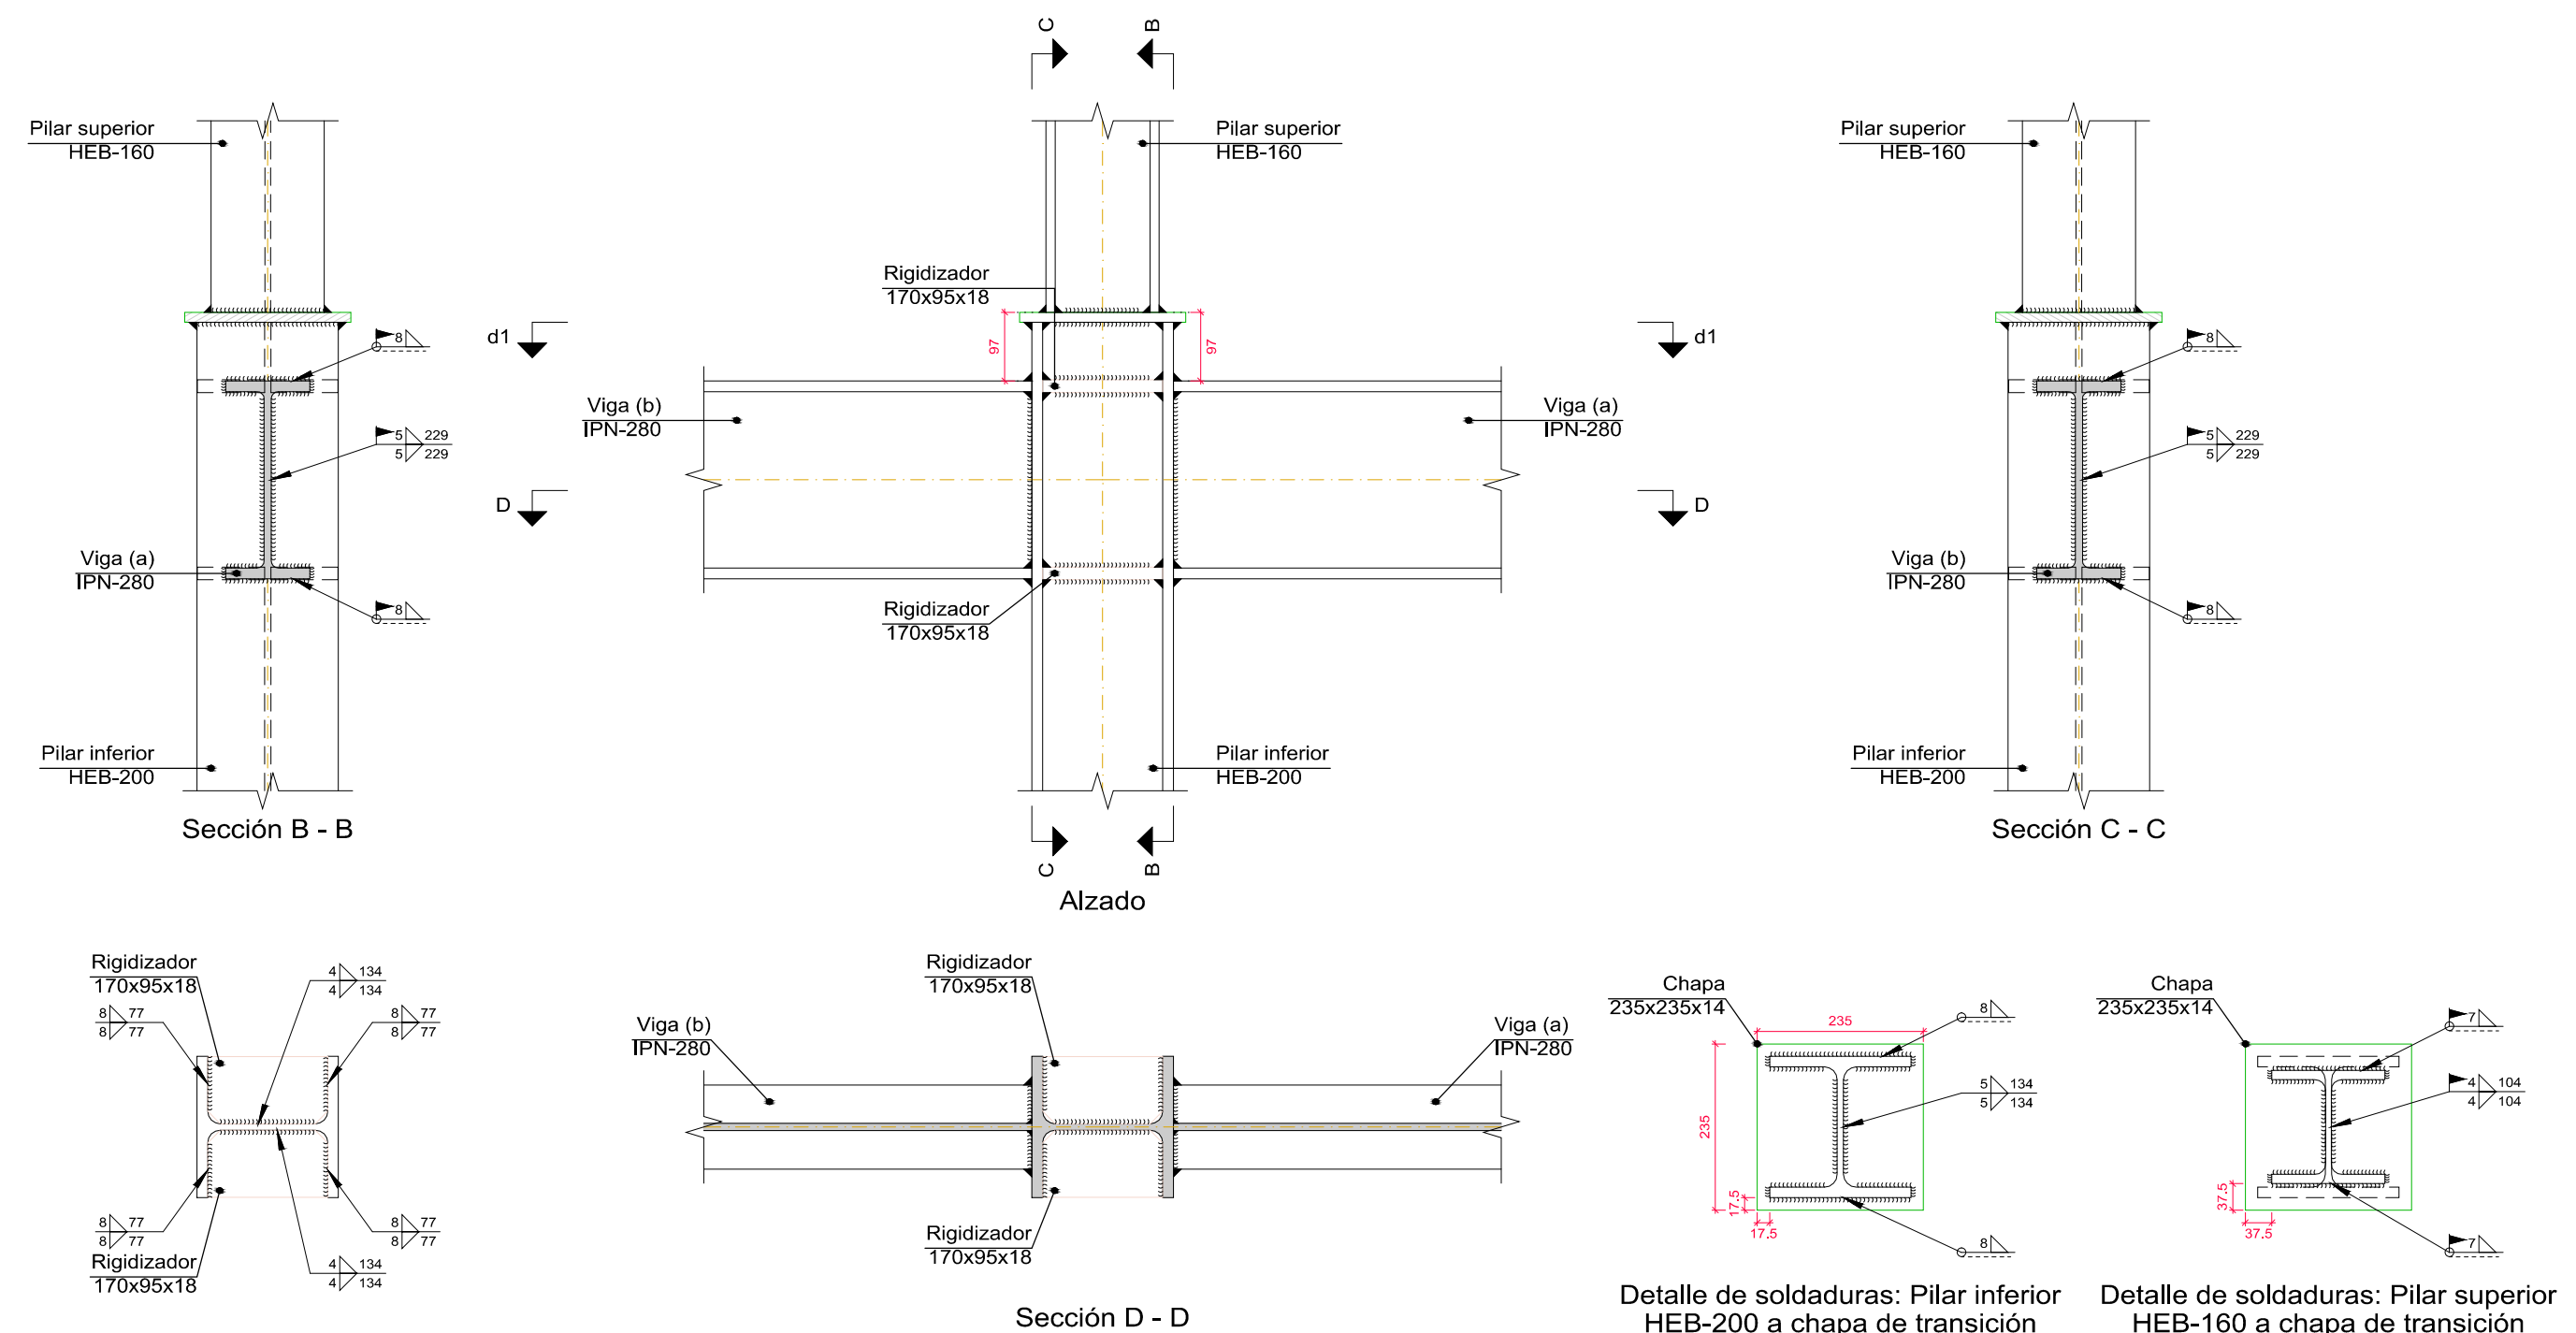 C
B
Pilar superior
HEB-160
Pilar superior
HEB-160
Pilar superior
HEB-160
Rigidizador
170x95x18
97
97
d1
d1
8
8
Viga (b)
IPN-280
Viga (a)
IPN-280
5 229
5 229
5 229
5 229
D
D
Viga (a)
IPN-280
Viga (b)
IPN-280
Rigidizador
170x95x18
8
8
Pilar inferior
HEB-200
Pilar inferior
HEB-200
Pilar inferior
HEB-200
Sección B - B
Sección C - C
C
B
Alzado
Rigidizador
170x95x18
4 134
4 134
8 77
8 77
8 77
8 77
8 77
8 77
8 77
8 77
Rigidizador
170x95x18
4 134
4 134
Rigidizador
170x95x18
Viga (b)
IPN-280
Viga (a)
IPN-280
Rigidizador
170x95x18
Sección D - D
Chapa
235x235x14
235
235
8
5 134
5 134
17.5
17.5
8
Detalle de soldaduras: Pilar inferior
HEB-200 a chapa de transición
Chapa
235x235x14
7
4 104
4 104
37.5
37.5
7
Detalle de soldaduras: Pilar superior
HEB-160 a chapa de transición